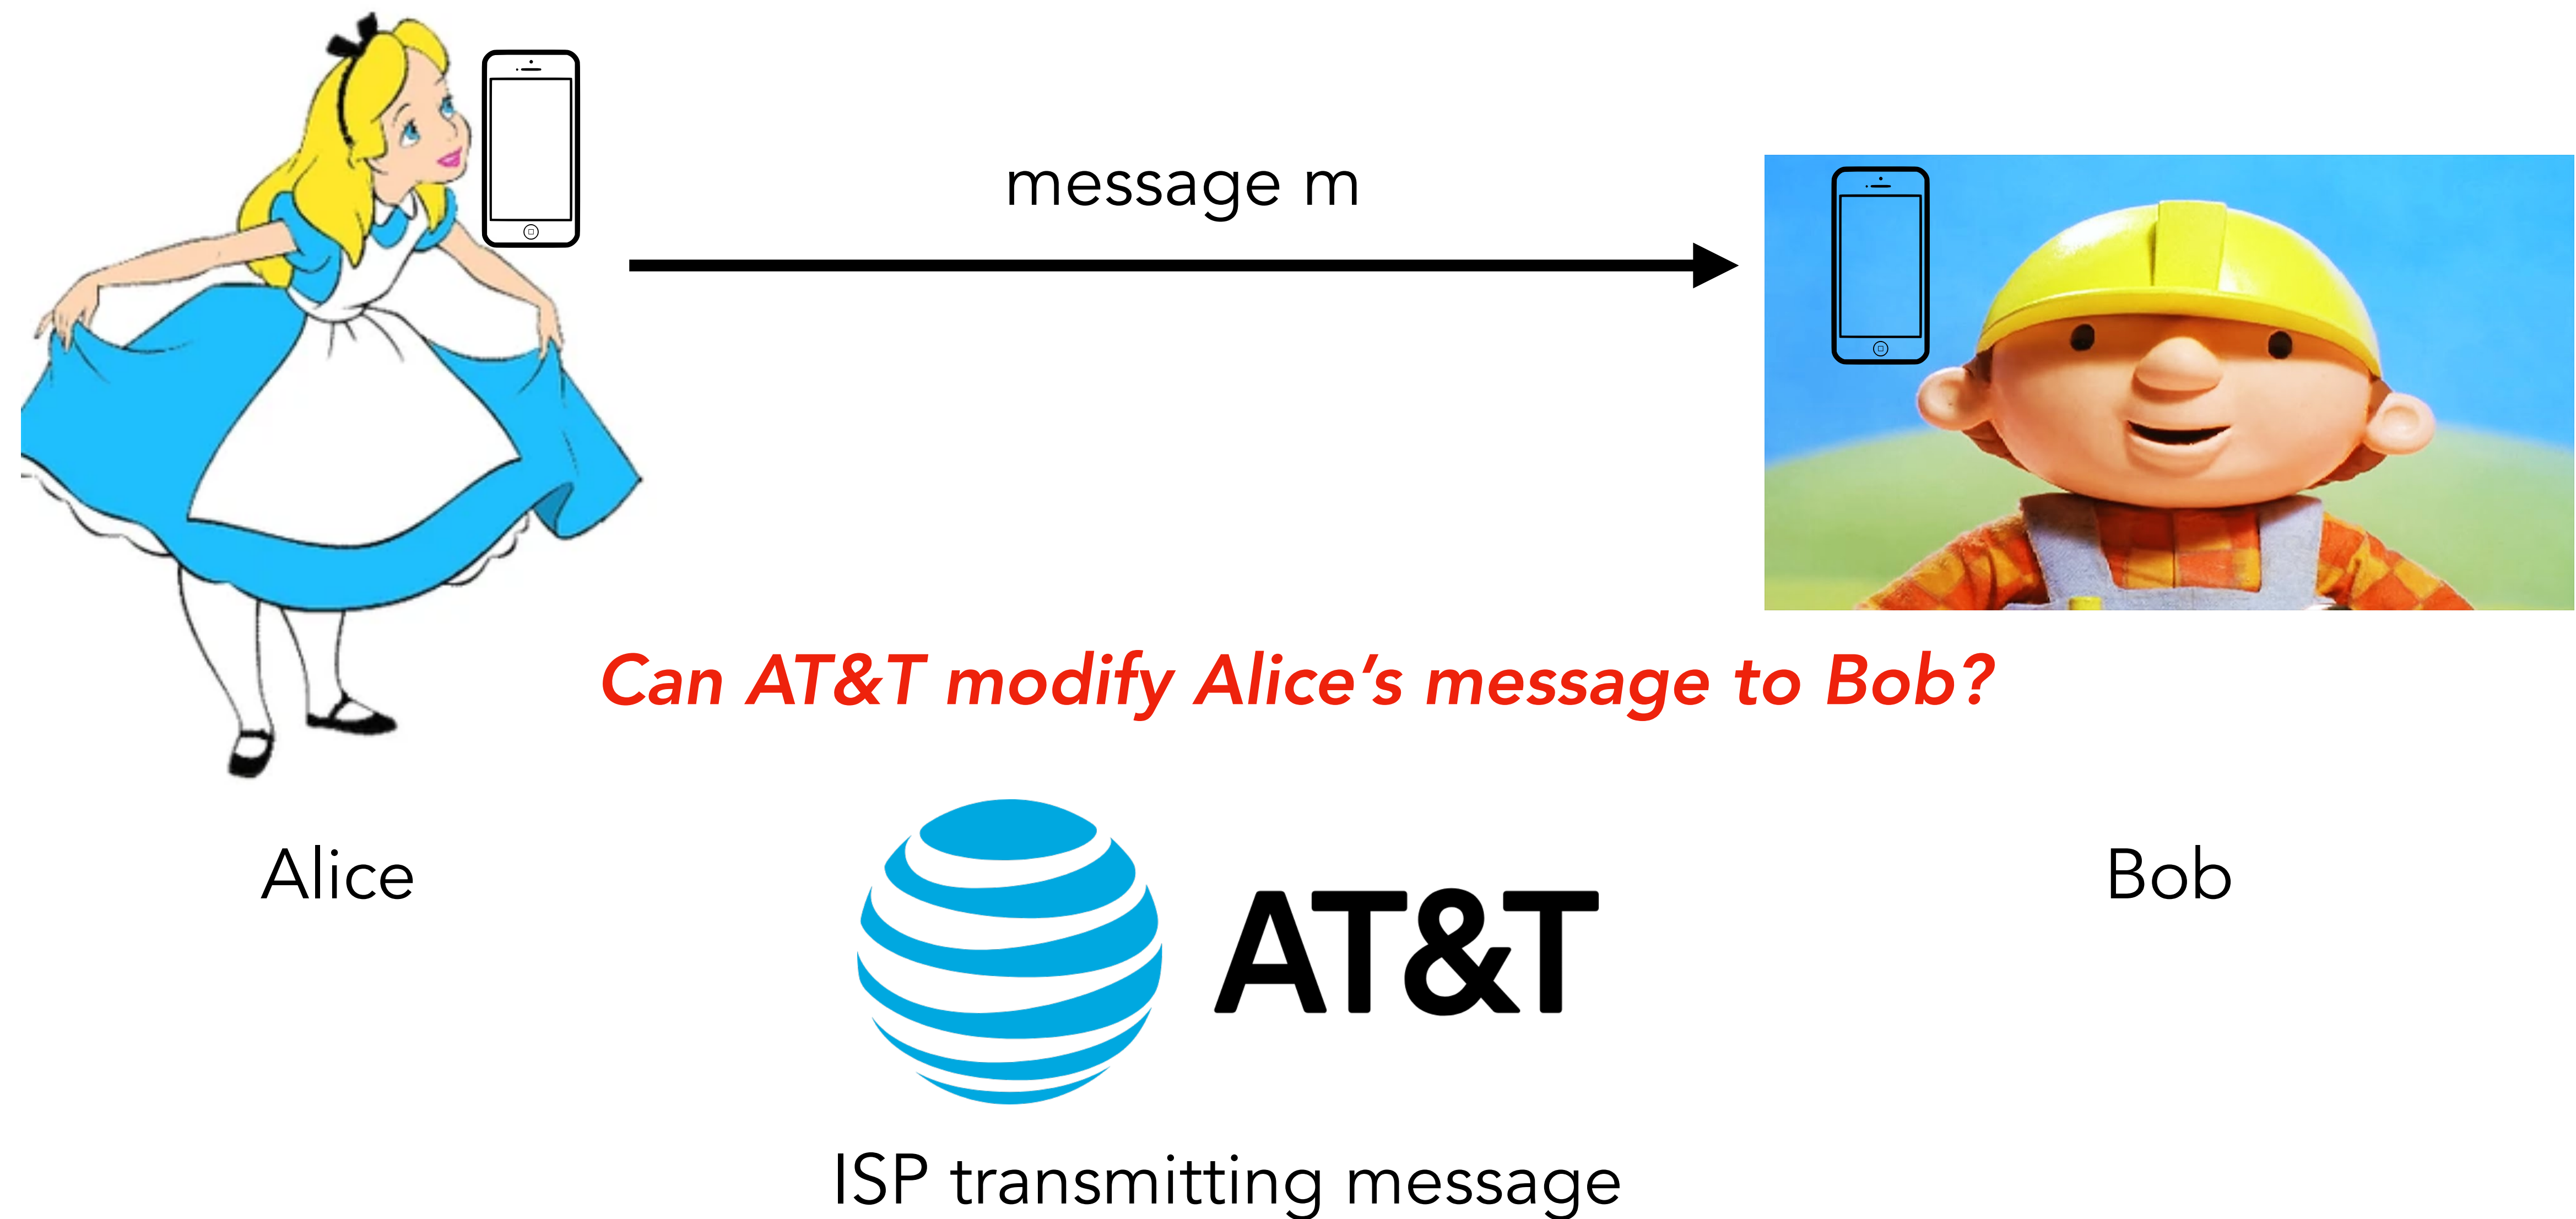 message m
Can AT&T modify Alice’s message to Bob?
Alice
AT&T
Bob
ISP transmitting message